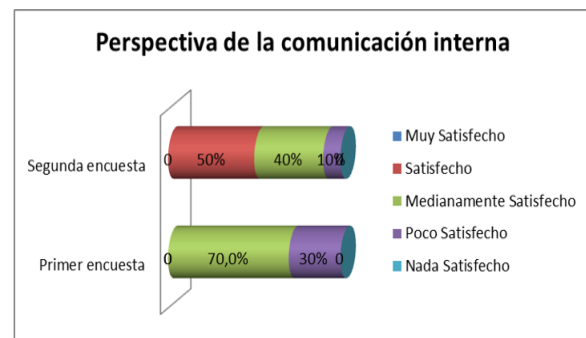 Perspectiva de la comunicación interna
Segunda encuesta
0 50% 40% 10% 0
Primer encuesta
0 70,0% 30% 0
Muy Satisfecho
Satisfecho
Medianamente Satisfecho
Poco Satisfecho
Nada Satisfecho